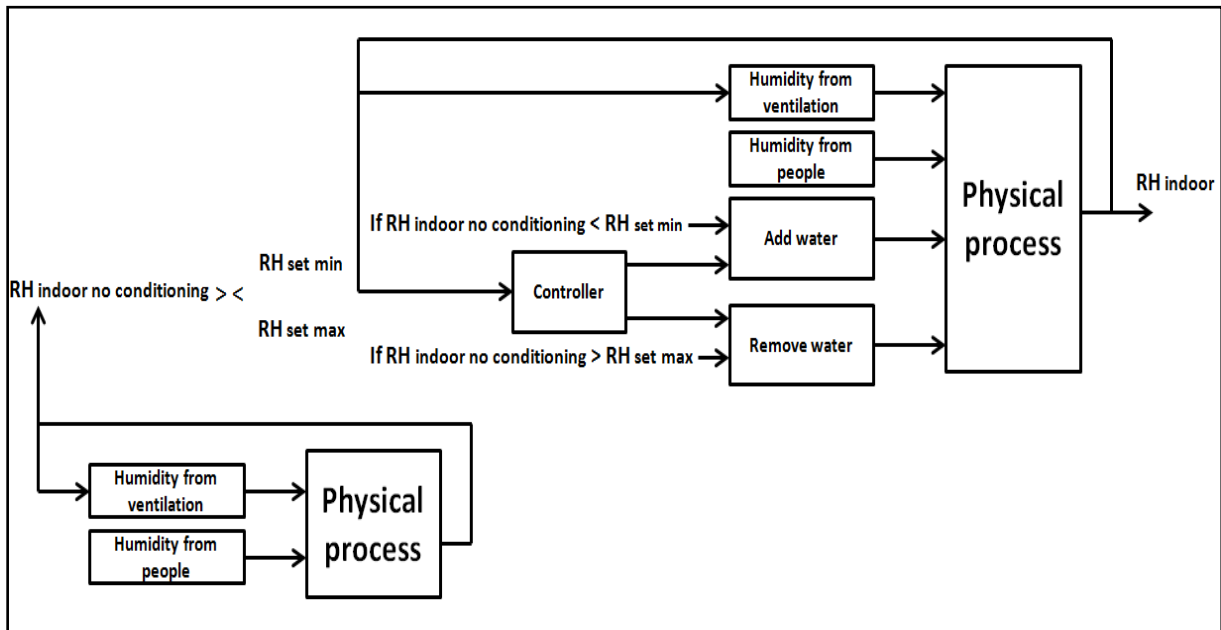 Humidity from
ventilation
Humidity from
people
Physical
process
RH indoor
If RH indoor no conditioning < RH set min
Add water
RH set min
RH indoor no conditioning > <
Controller
RH set max
If RH indoor no conditioning > RH set max
Remove water
Humidity from
ventilation
Humidity from
people
Physical
process